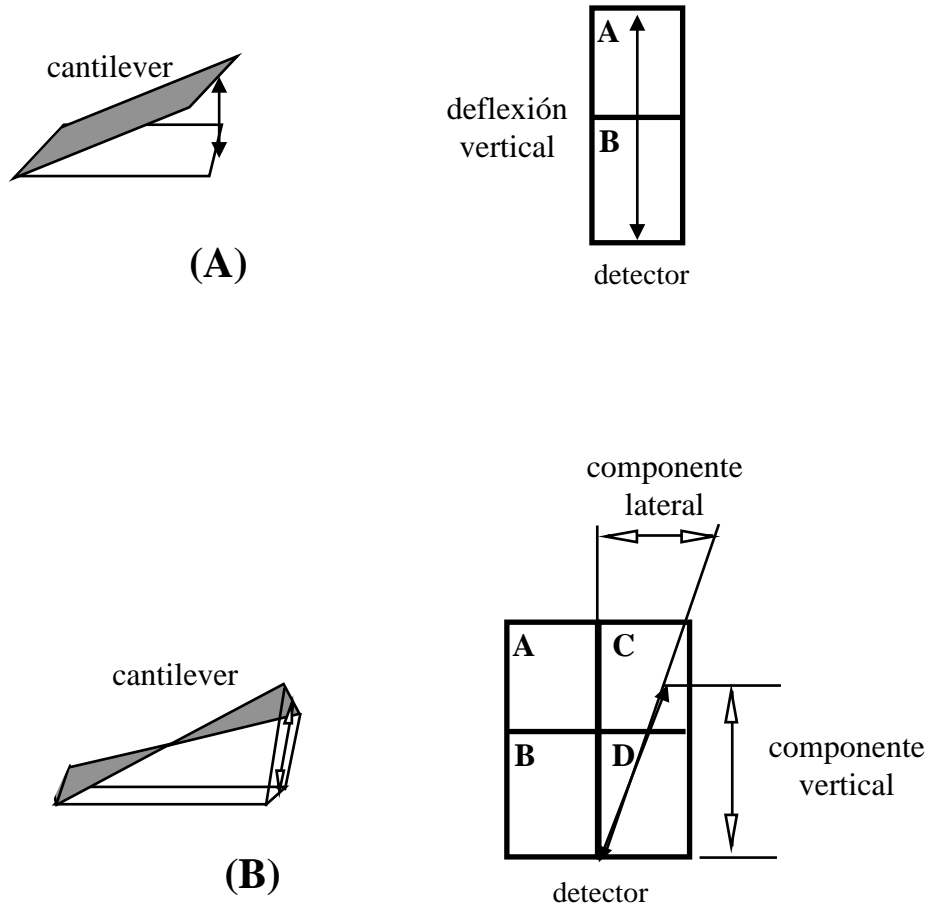 cantilever
A
deflexión
vertical
B
(A)
detector
componente
lateral
A
C
cantilever
B
D
componente
vertical
(B)
detector